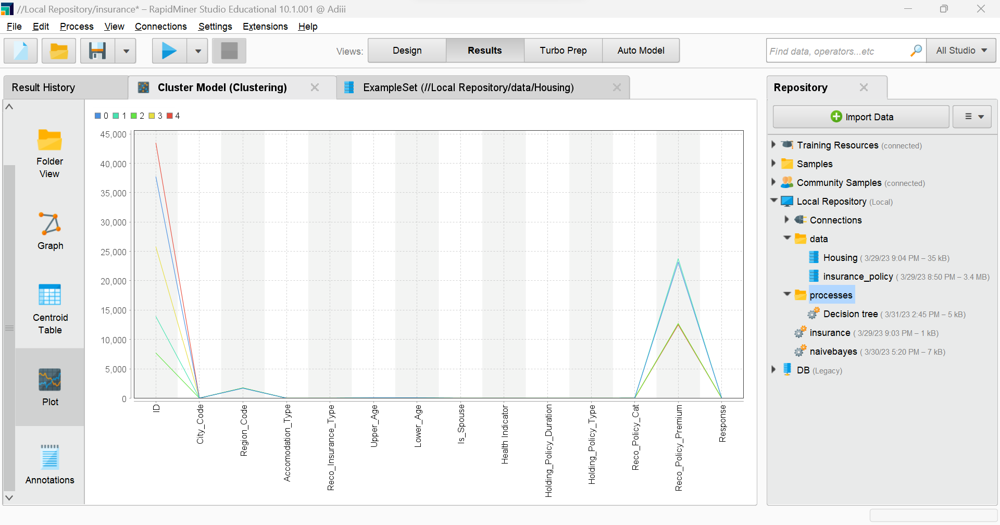 //Local Repository/insurance* – RapidMiner Studio Educational 10.1.001 @ Adiii
File Edit Process View Connections Settings Extensions Help
Views: Design Results Turbo Prep Auto Model
Find data, operators...etc All Studio
Result History
Cluster Model (Clustering)
ExampleSet (//Local Repository/data/Housing)
Folder
View
Graph
Centroid
Table
Plot
Annotations
0 1 2 3 4
45,000
40,000
35,000
30,000
25,000
20,000
15,000
10,000
5,000
0
ID
City_Code
Region_Code
Accomodation_Type
Reco_Insurance_Type
Upper_Age
Lower_Age
Is_Spouse
Health Indicator
Holding_Policy_Duration
Holding_Policy_Type
Reco_Policy_Cat
Reco_Policy_Premium
Response
Repository
Import Data
Training Resources (connected)
Samples
Community Samples (connected)
Local Repository (Local)
Connections
data
Housing ( 3/29/23 9:04 PM – 35 kB)
insurance_policy ( 3/29/23 8:50 PM – 3.4 MB)
processes
Decision tree ( 3/31/23 2:45 PM – 5 kB)
insurance ( 3/29/23 9:03 PM – 1 kB)
naivebayes ( 3/30/23 5:20 PM – 7 kB)
DB (Legacy)